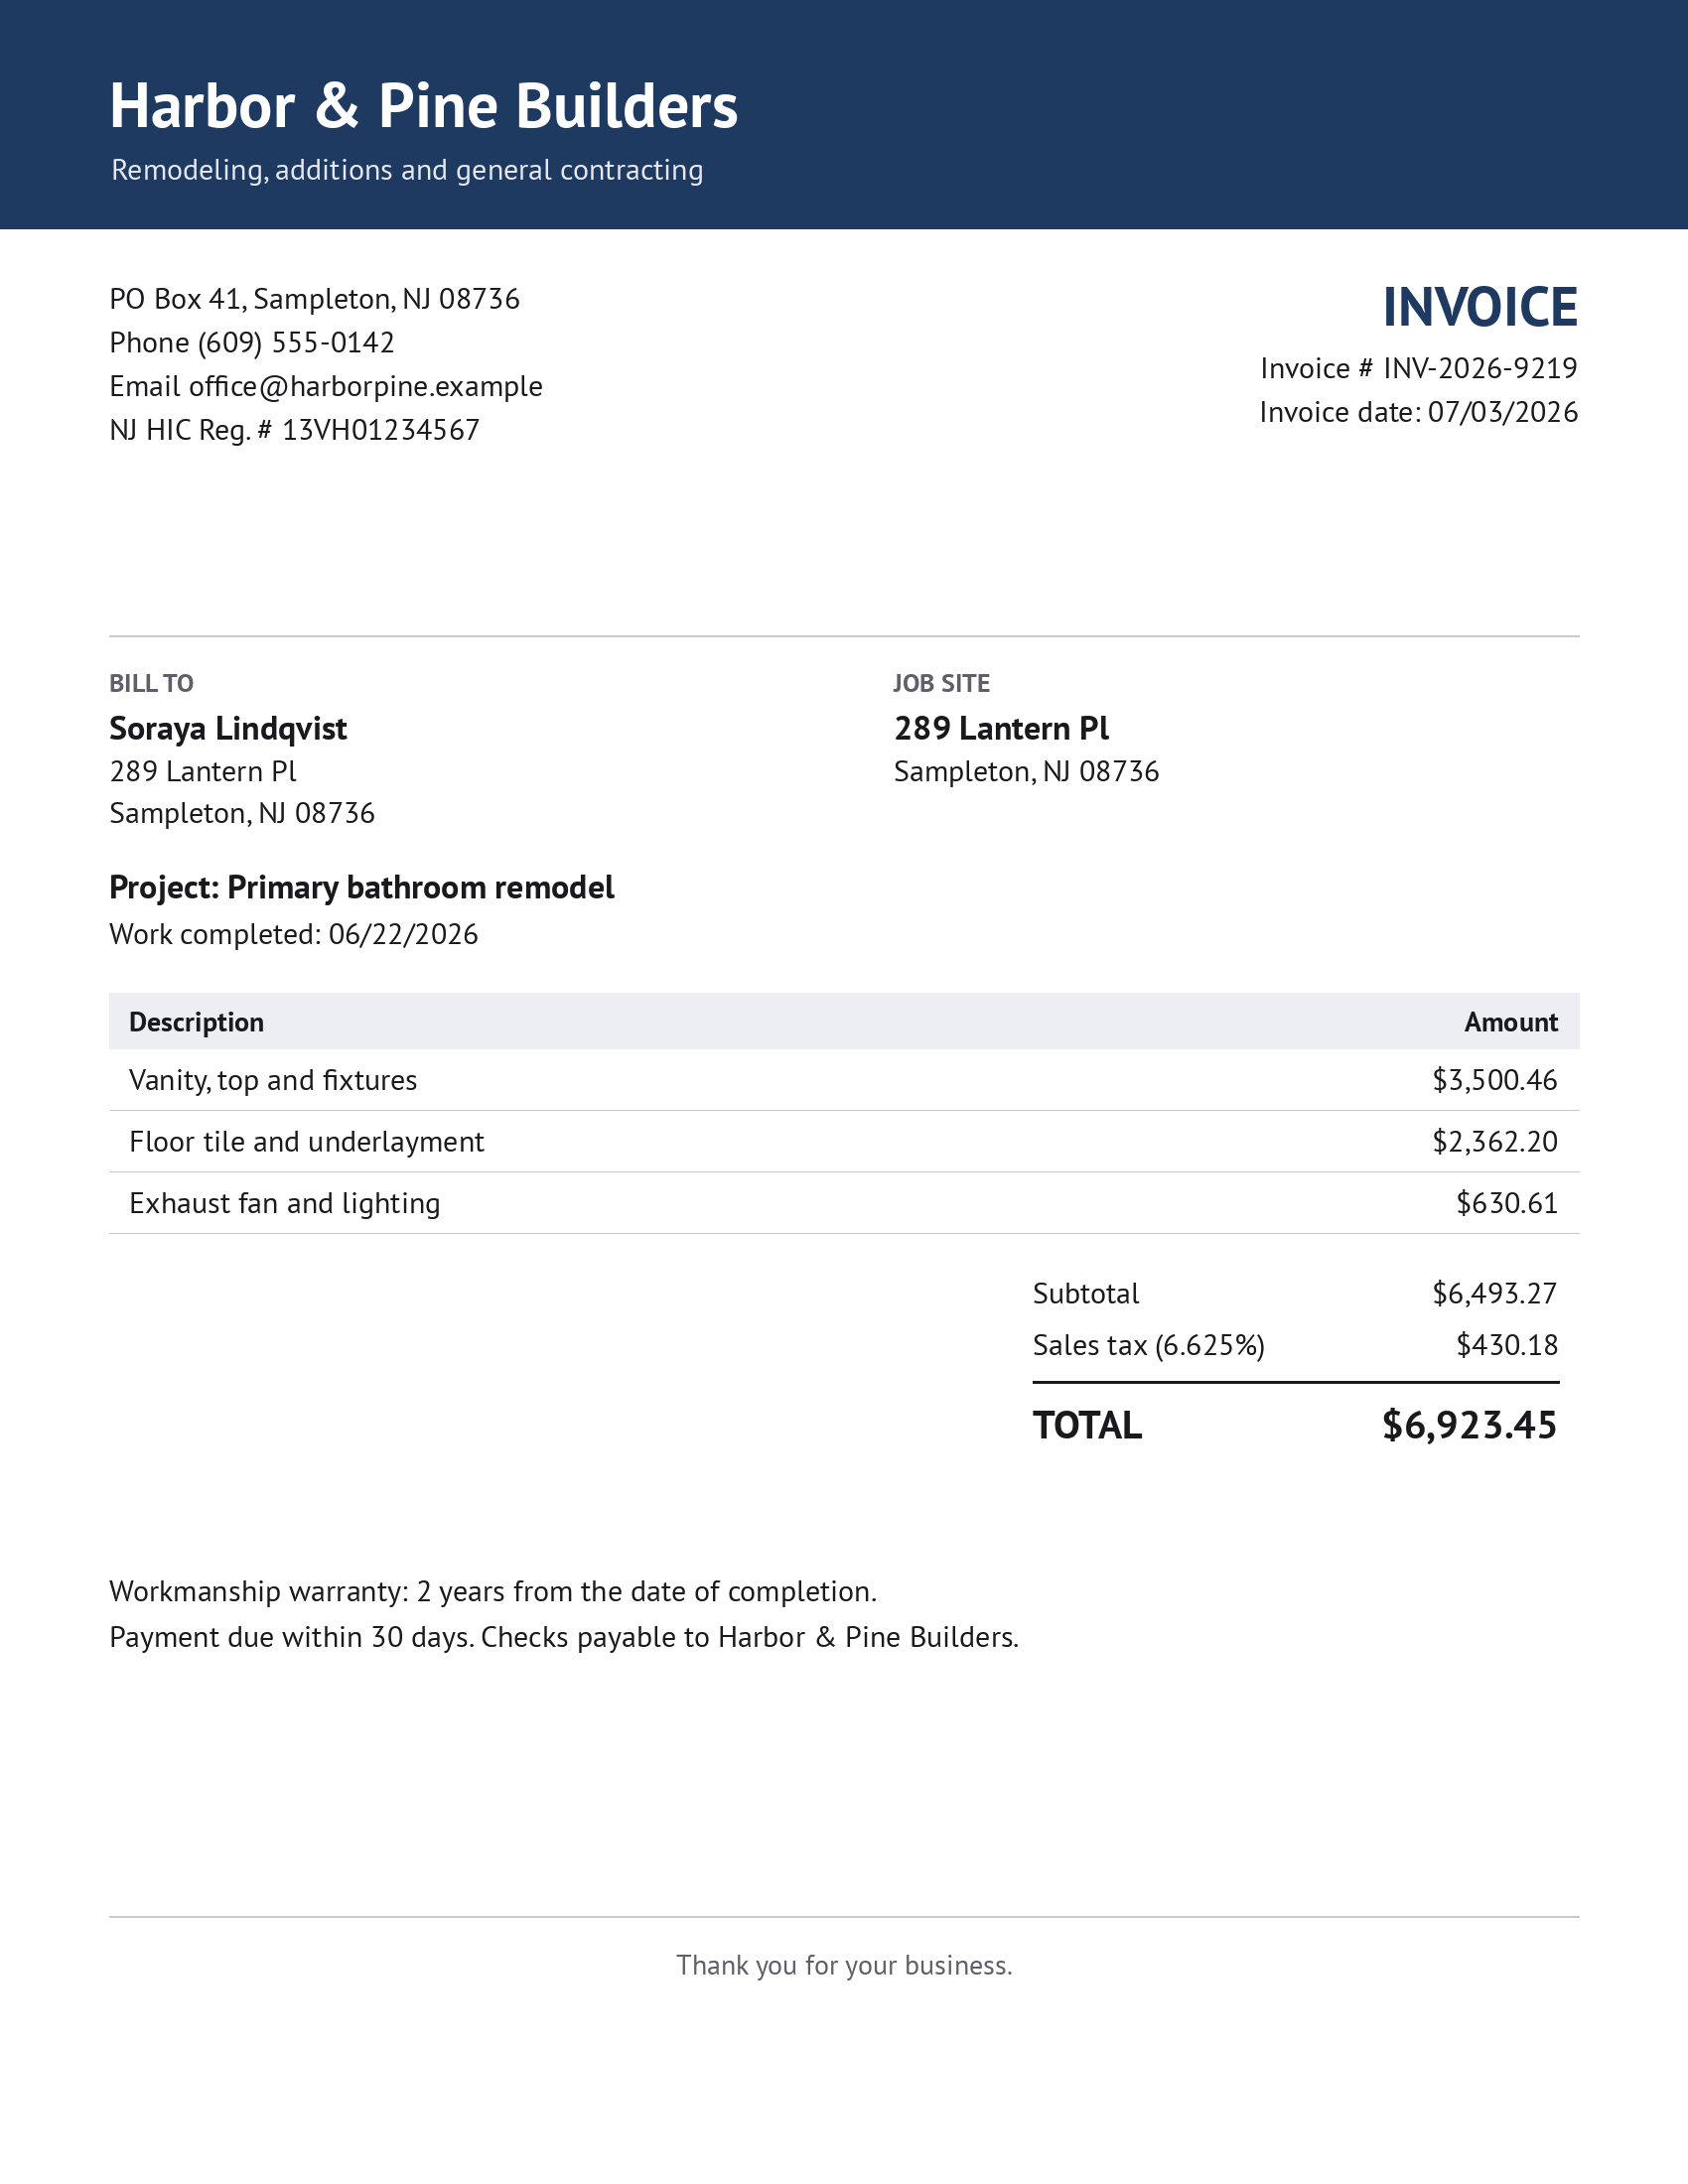 Harbor & Pine Builders
Remodeling, additions and general contracting
PO Box 41, Sampleton, NJ 08736
Phone (609) 555-0142
Email office@harborpine.example
NJ HIC Reg. # 13VH01234567
INVOICE
Invoice # INV-2026-9219
Invoice date: 07/03/2026
BILL TO
Soraya Lindqvist
289 Lantern Pl
Sampleton, NJ 08736
JOB SITE
289 Lantern Pl
Sampleton, NJ 08736
Project: Primary bathroom remodel
Work completed: 06/22/2026
Description Amount
Vanity, top and fixtures $3,500.46
Floor tile and underlayment $2,362.20
Exhaust fan and lighting $630.61
Subtotal $6,493.27
Sales tax (6.625%) $430.18
TOTAL $6,923.45
Workmanship warranty: 2 years from the date of completion.
Payment due within 30 days. Checks payable to Harbor & Pine Builders.
Thank you for your business.